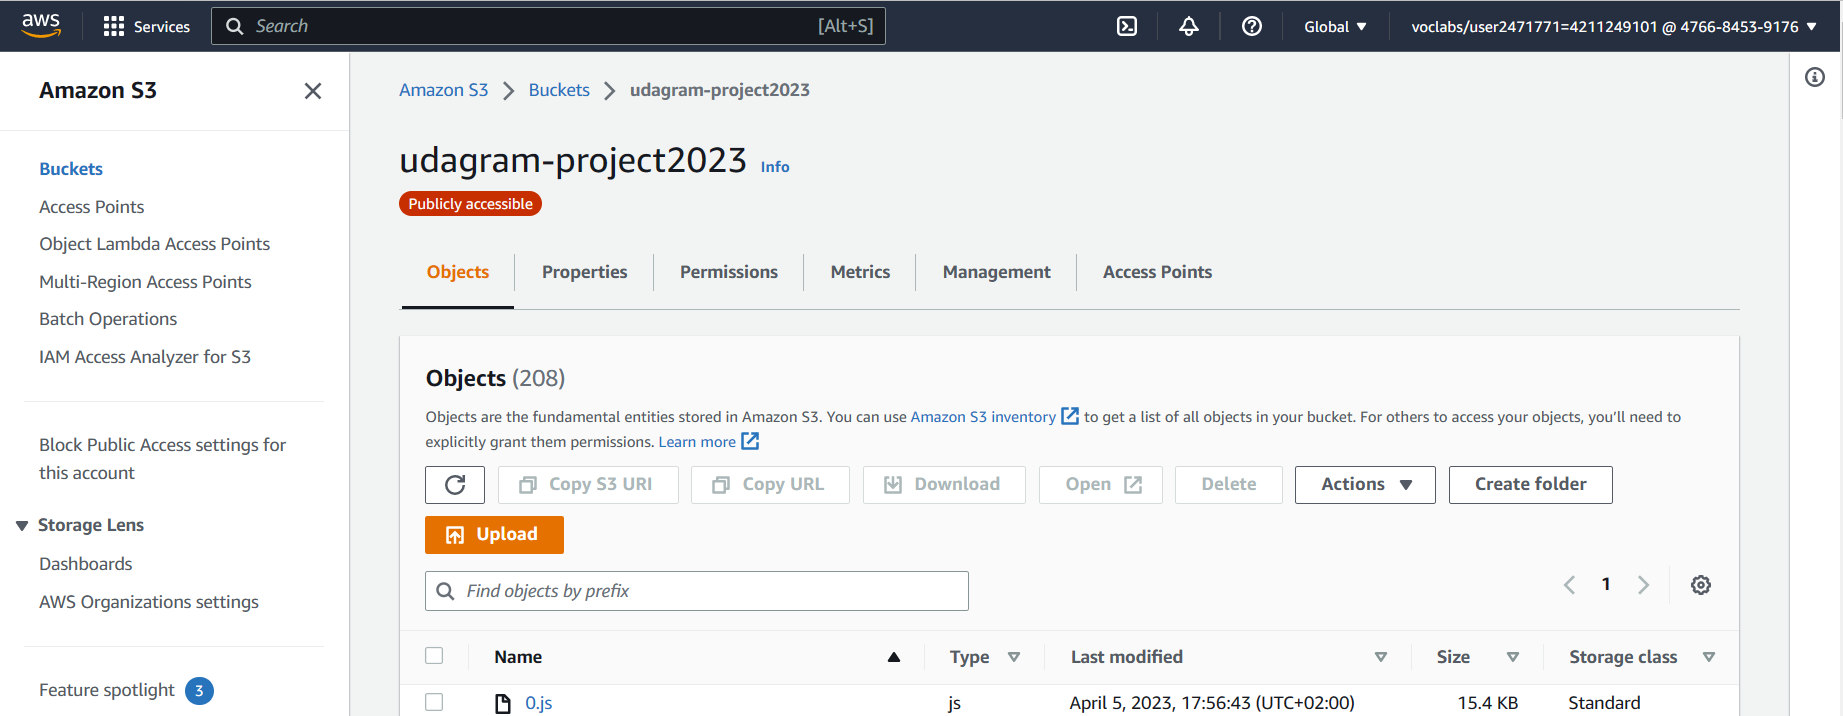 aws Services Search [Alt+S] Global voclabs/user2471771=4211249101 @ 4766-8453-9176
Amazon S3
Buckets
Access Points
Object Lambda Access Points
Multi-Region Access Points
Batch Operations
IAM Access Analyzer for S3
Block Public Access settings for
this account
Storage Lens
Dashboards
AWS Organizations settings
Feature spotlight 3
Amazon S3 Buckets udagram-project2023
udagram-project2023 Info
Publicly accessible
Objects Properties Permissions Metrics Management Access Points
Objects (208)
Objects are the fundamental entities stored in Amazon S3. You can use Amazon S3 inventory to get a list of all objects in your bucket. For others to access your objects, you’ll need to
explicitly grant them permissions. Learn more
Copy S3 URI Copy URL Download Open Delete Actions Create folder
Upload
Find objects by prefix 1
Name Type Last modified Size Storage class
0.js js April 5, 2023, 17:56:43 (UTC+02:00) 15.4 KB Standard